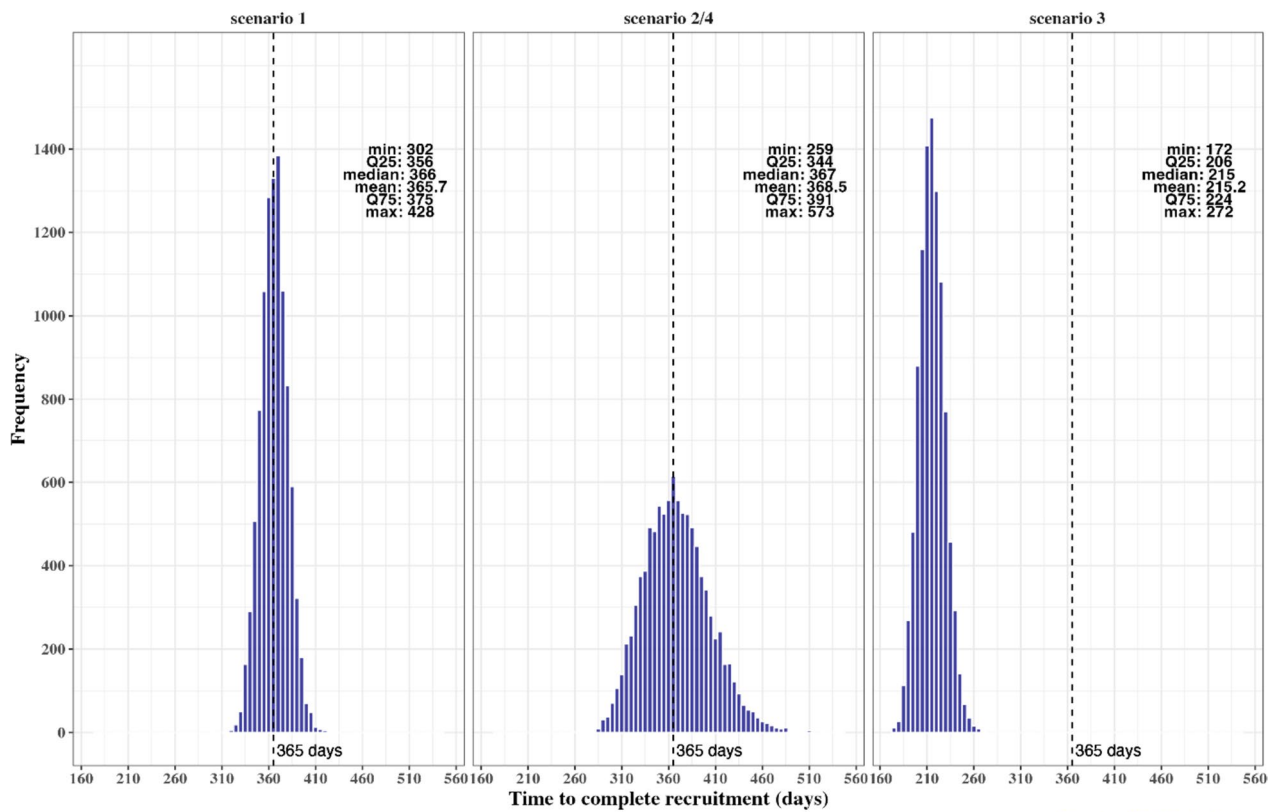 scenario 1
scenario 2/4
scenario 3
min: 302
Q25: 356
median: 366
mean: 365.7
Q75: 375
max: 428
min: 259
Q25: 344
median: 367
mean: 368.5
Q75: 391
max: 573
min: 172
Q25: 206
median: 215
mean: 215.2
Q75: 224
max: 272
Frequency
1400
1200
1000
800
600
400
200
0
365 days
365 days
365 days
160 210 260 310 360 410 460 510 560
160 210 260 310 360 410 460 510 560
160 210 260 310 360 410 460 510 560
Time to complete recruitment (days)